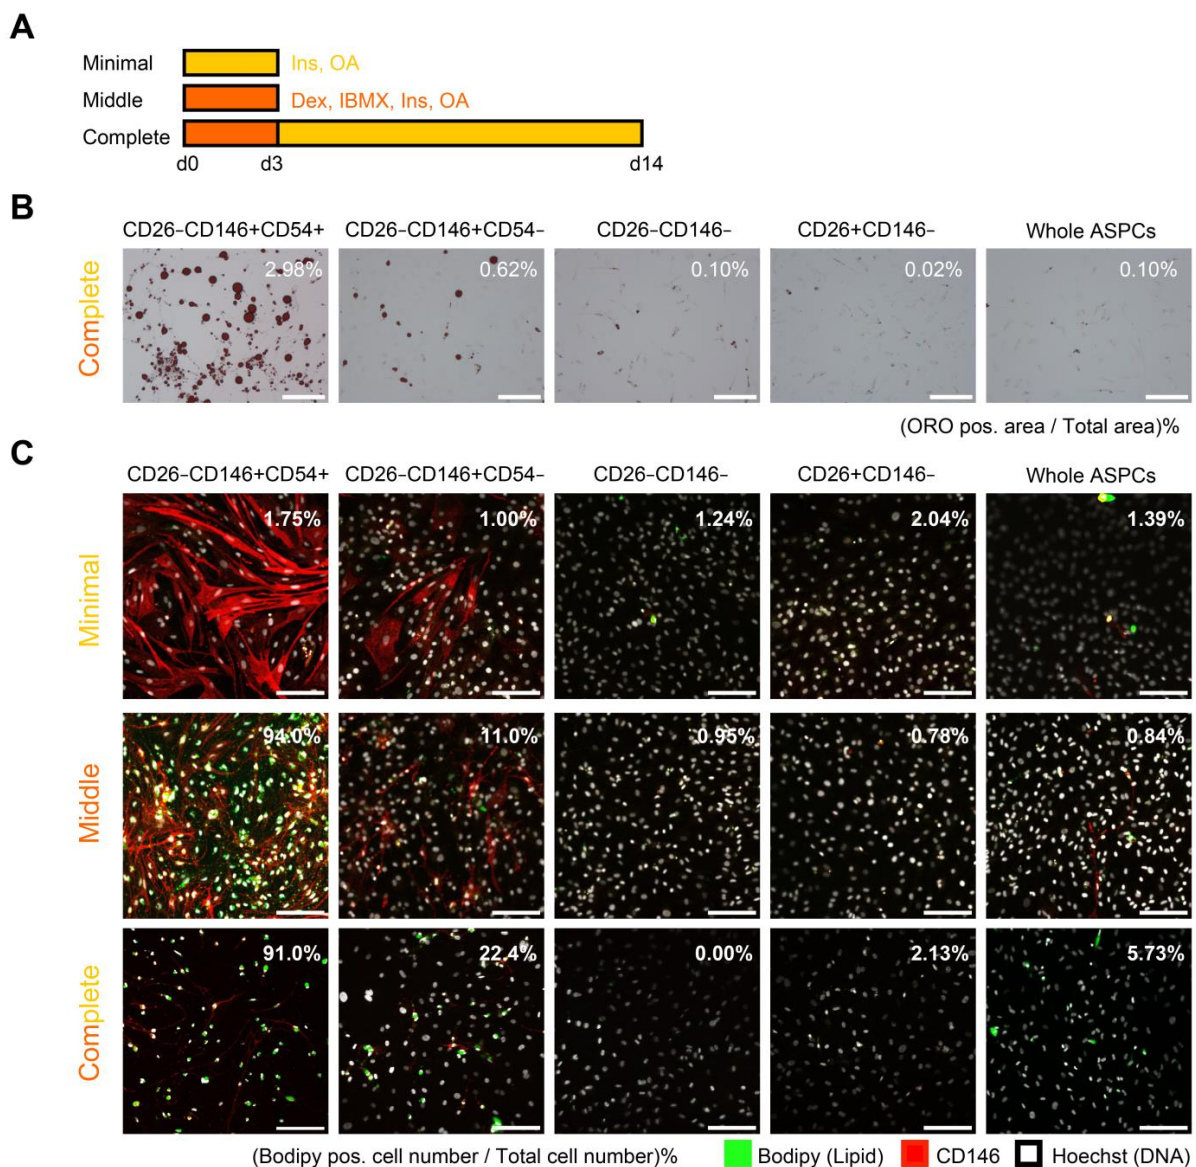 A
Minimal Ins, OA
Middle Dex, IBMX, Ins, OA
Complete
d0 d3 d14
B
CD26−CD146+CD54+ CD26−CD146+CD54− CD26−CD146− CD26+CD146− Whole ASPCs
Complete 2.98% 0.62% 0.10% 0.02% 0.10%
(ORO pos. area / Total area)%
C
CD26−CD146+CD54+ CD26−CD146+CD54− CD26−CD146− CD26+CD146− Whole ASPCs
Minimal 1.75% 1.00% 1.24% 2.04% 1.39%
Middle 94.0% 11.0% 0.95% 0.78% 0.84%
Complete 91.0% 22.4% 0.00% 2.13% 5.73%
(Bodipy pos. cell number / Total cell number)% Bodipy (Lipid) CD146 Hoechst (DNA)